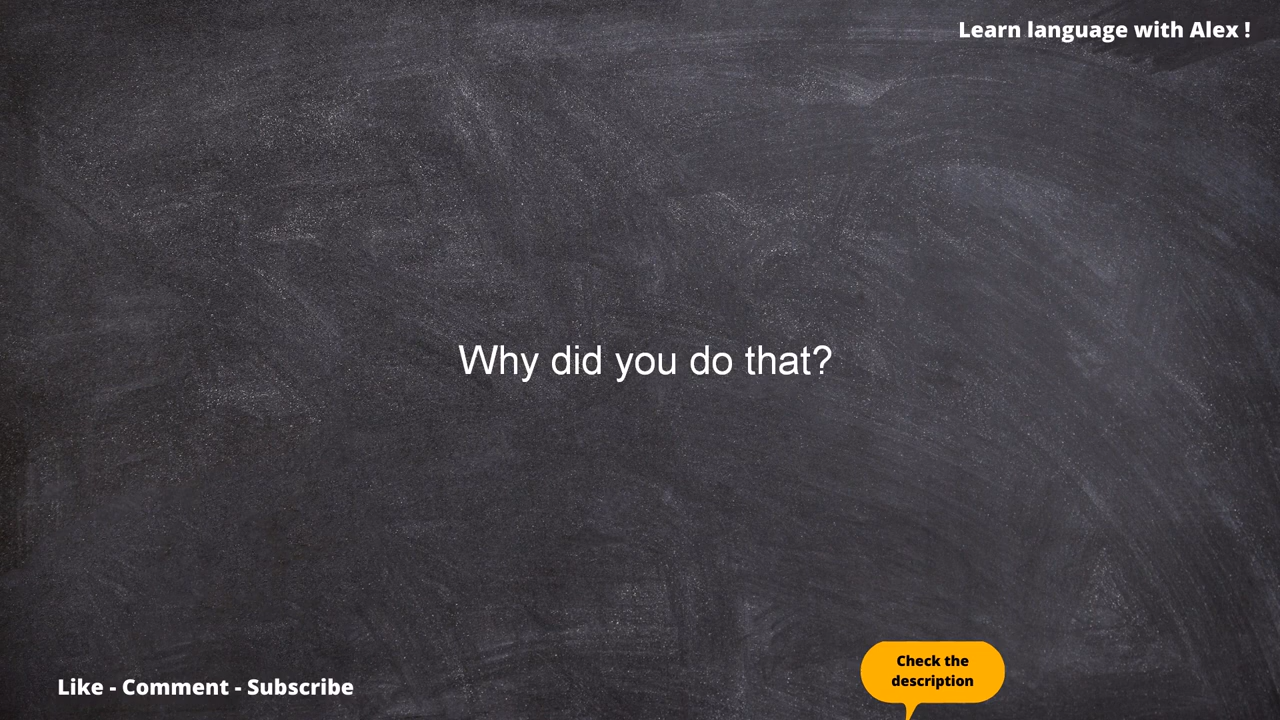 Learn language with Alex !
Why did you do that?
Check the
description
Like - Comment - Subscribe